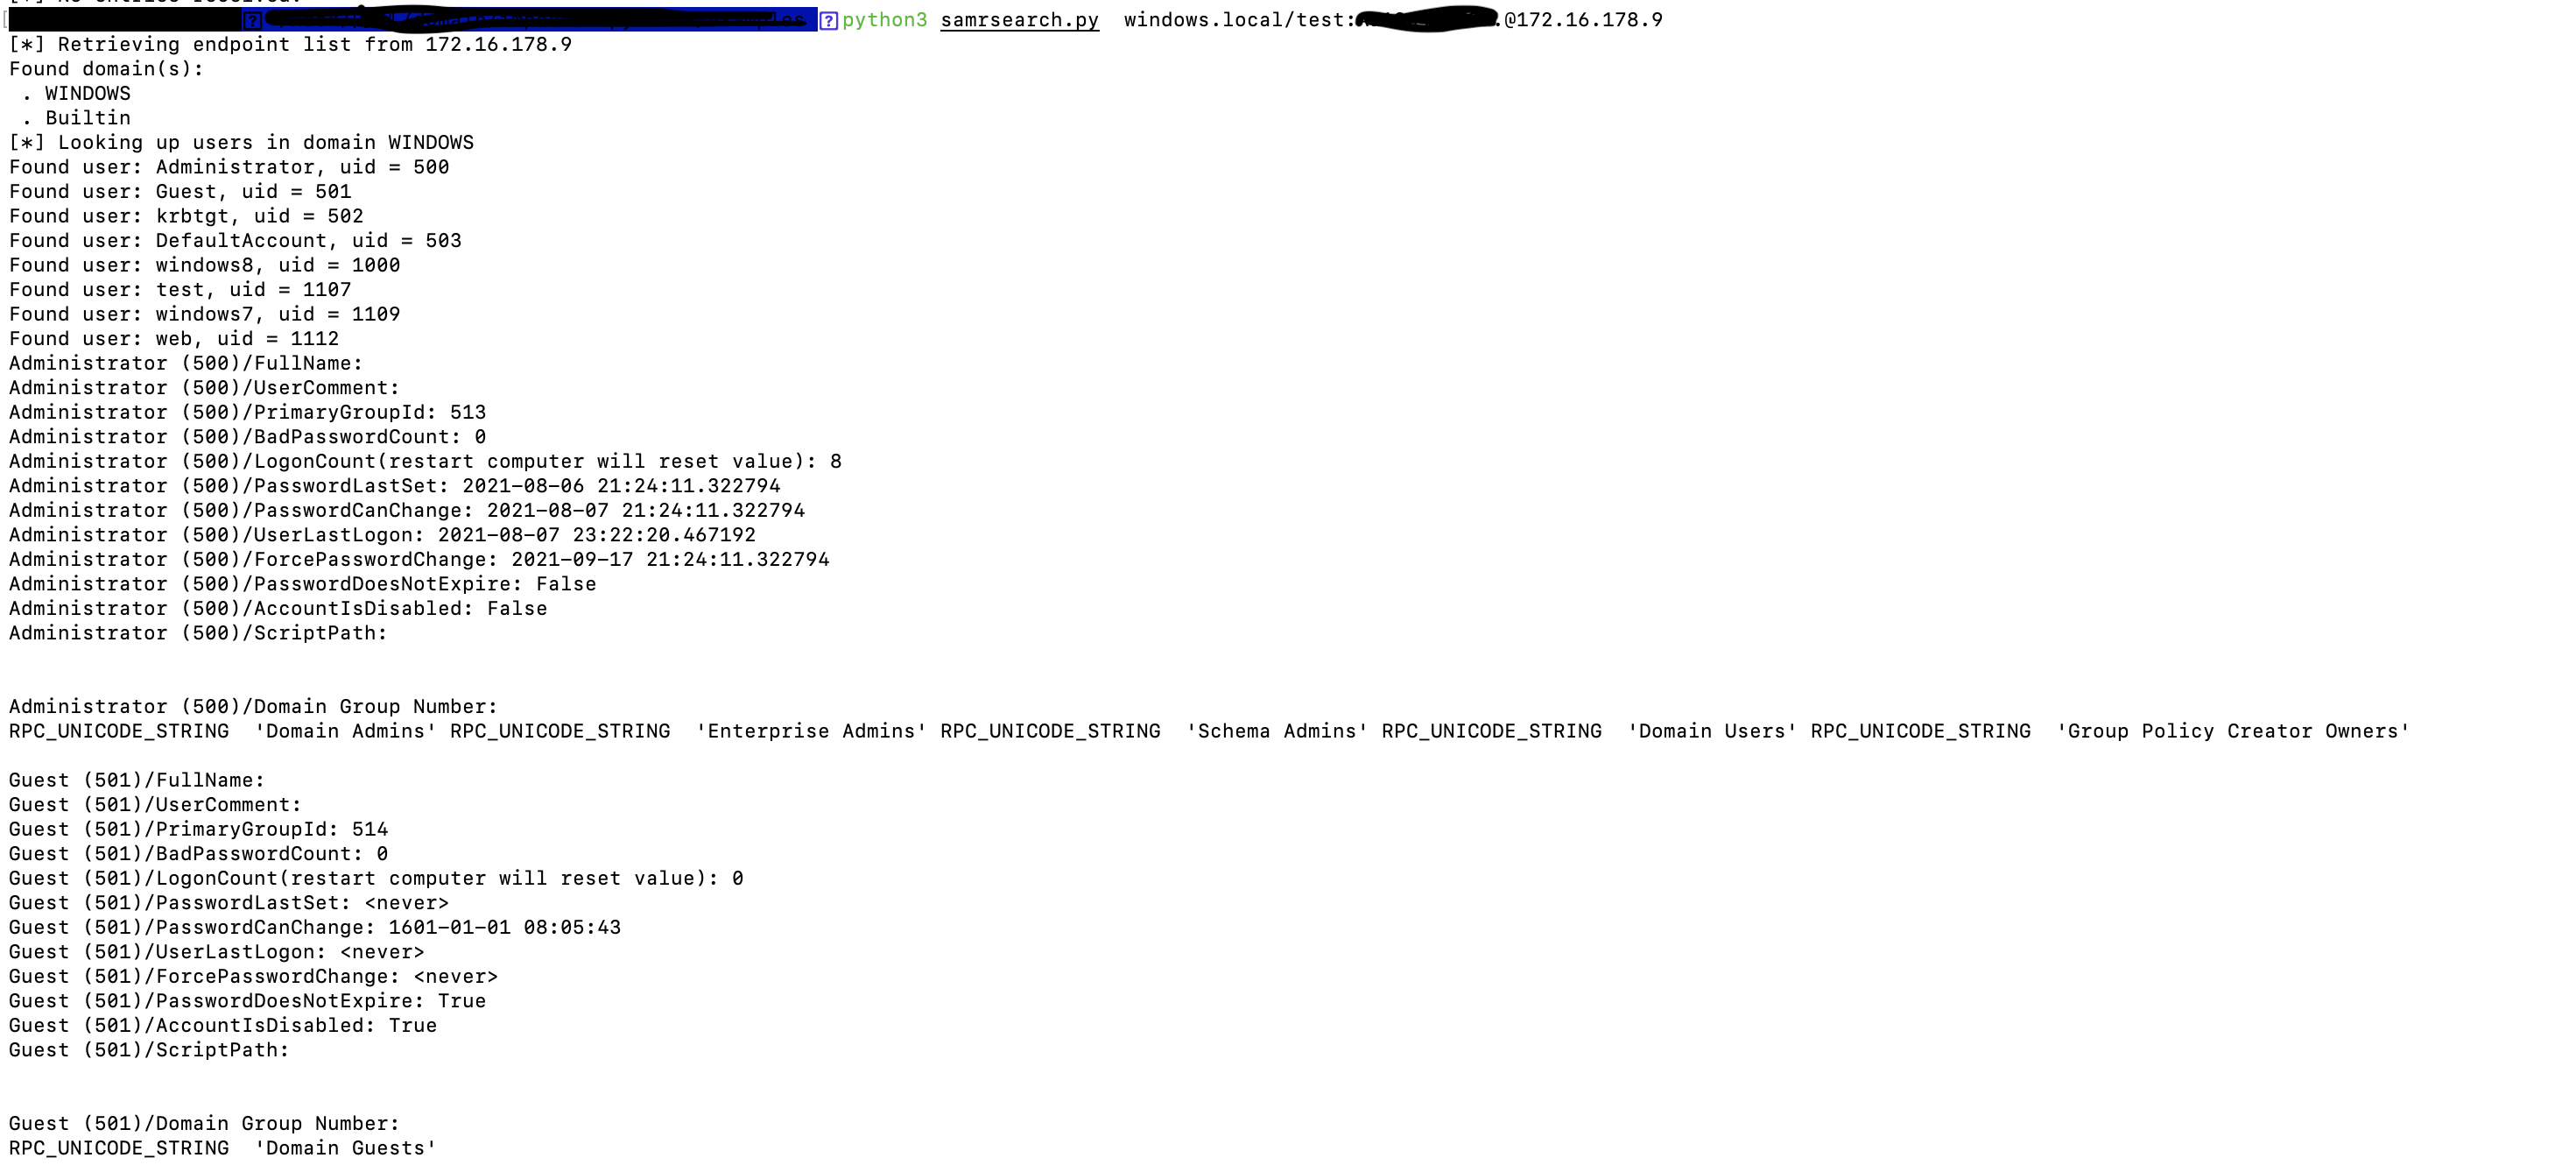 python3 samrsearch.py windows.local/test: @172.16.178.9
[*] Retrieving endpoint list from 172.16.178.9
Found domain(s):
. WINDOWS
. Builtin
[*] Looking up users in domain WINDOWS
Found user: Administrator, uid = 500
Found user: Guest, uid = 501
Found user: krbtgt, uid = 502
Found user: DefaultAccount, uid = 503
Found user: windows8, uid = 1000
Found user: test, uid = 1107
Found user: windows7, uid = 1109
Found user: web, uid = 1112
Administrator (500)/FullName:
Administrator (500)/UserComment:
Administrator (500)/PrimaryGroupId: 513
Administrator (500)/BadPasswordCount: 0
Administrator (500)/LogonCount(restart computer will reset value): 8
Administrator (500)/PasswordLastSet: 2021-08-06 21:24:11.322794
Administrator (500)/PasswordCanChange: 2021-08-07 21:24:11.322794
Administrator (500)/UserLastLogon: 2021-08-07 23:22:20.467192
Administrator (500)/ForcePasswordChange: 2021-09-17 21:24:11.322794
Administrator (500)/PasswordDoesNotExpire: False
Administrator (500)/AccountIsDisabled: False
Administrator (500)/ScriptPath:
Administrator (500)/Domain Group Number:
RPC_UNICODE_STRING 'Domain Admins' RPC_UNICODE_STRING 'Enterprise Admins' RPC_UNICODE_STRING 'Schema Admins' RPC_UNICODE_STRING 'Domain Users' RPC_UNICODE_STRING 'Group Policy Creator Owners'
Guest (501)/FullName:
Guest (501)/UserComment:
Guest (501)/PrimaryGroupId: 514
Guest (501)/BadPasswordCount: 0
Guest (501)/LogonCount(restart computer will reset value): 0
Guest (501)/PasswordLastSet: <never>
Guest (501)/PasswordCanChange: 1601-01-01 08:05:43
Guest (501)/UserLastLogon: <never>
Guest (501)/ForcePasswordChange: <never>
Guest (501)/PasswordDoesNotExpire: True
Guest (501)/AccountIsDisabled: True
Guest (501)/ScriptPath:
Guest (501)/Domain Group Number:
RPC_UNICODE_STRING 'Domain Guests'